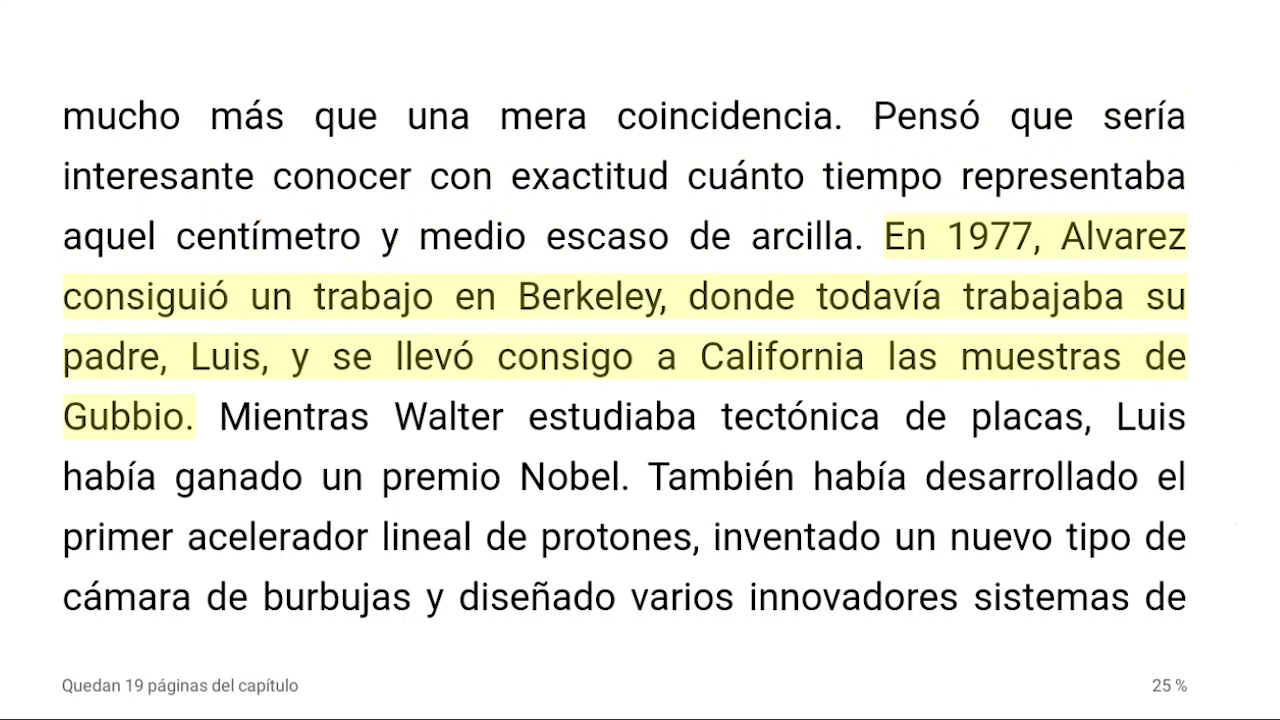 mucho más que una mera coincidencia. Pensó que sería
interesante conocer con exactitud cuánto tiempo representaba
aquel centímetro y medio escaso de arcilla. En 1977, Alvarez
consiguió un trabajo en Berkeley, donde todavía trabajaba su
padre, Luis, y se llevó consigo a California las muestras de
Gubbio. Mientras Walter estudiaba tectónica de placas, Luis
había ganado un premio Nobel. También había desarrollado el
primer acelerador lineal de protones, inventado un nuevo tipo de
cámara de burbujas y diseñado varios innovadores sistemas de
Quedan 19 páginas del capítulo
25 %